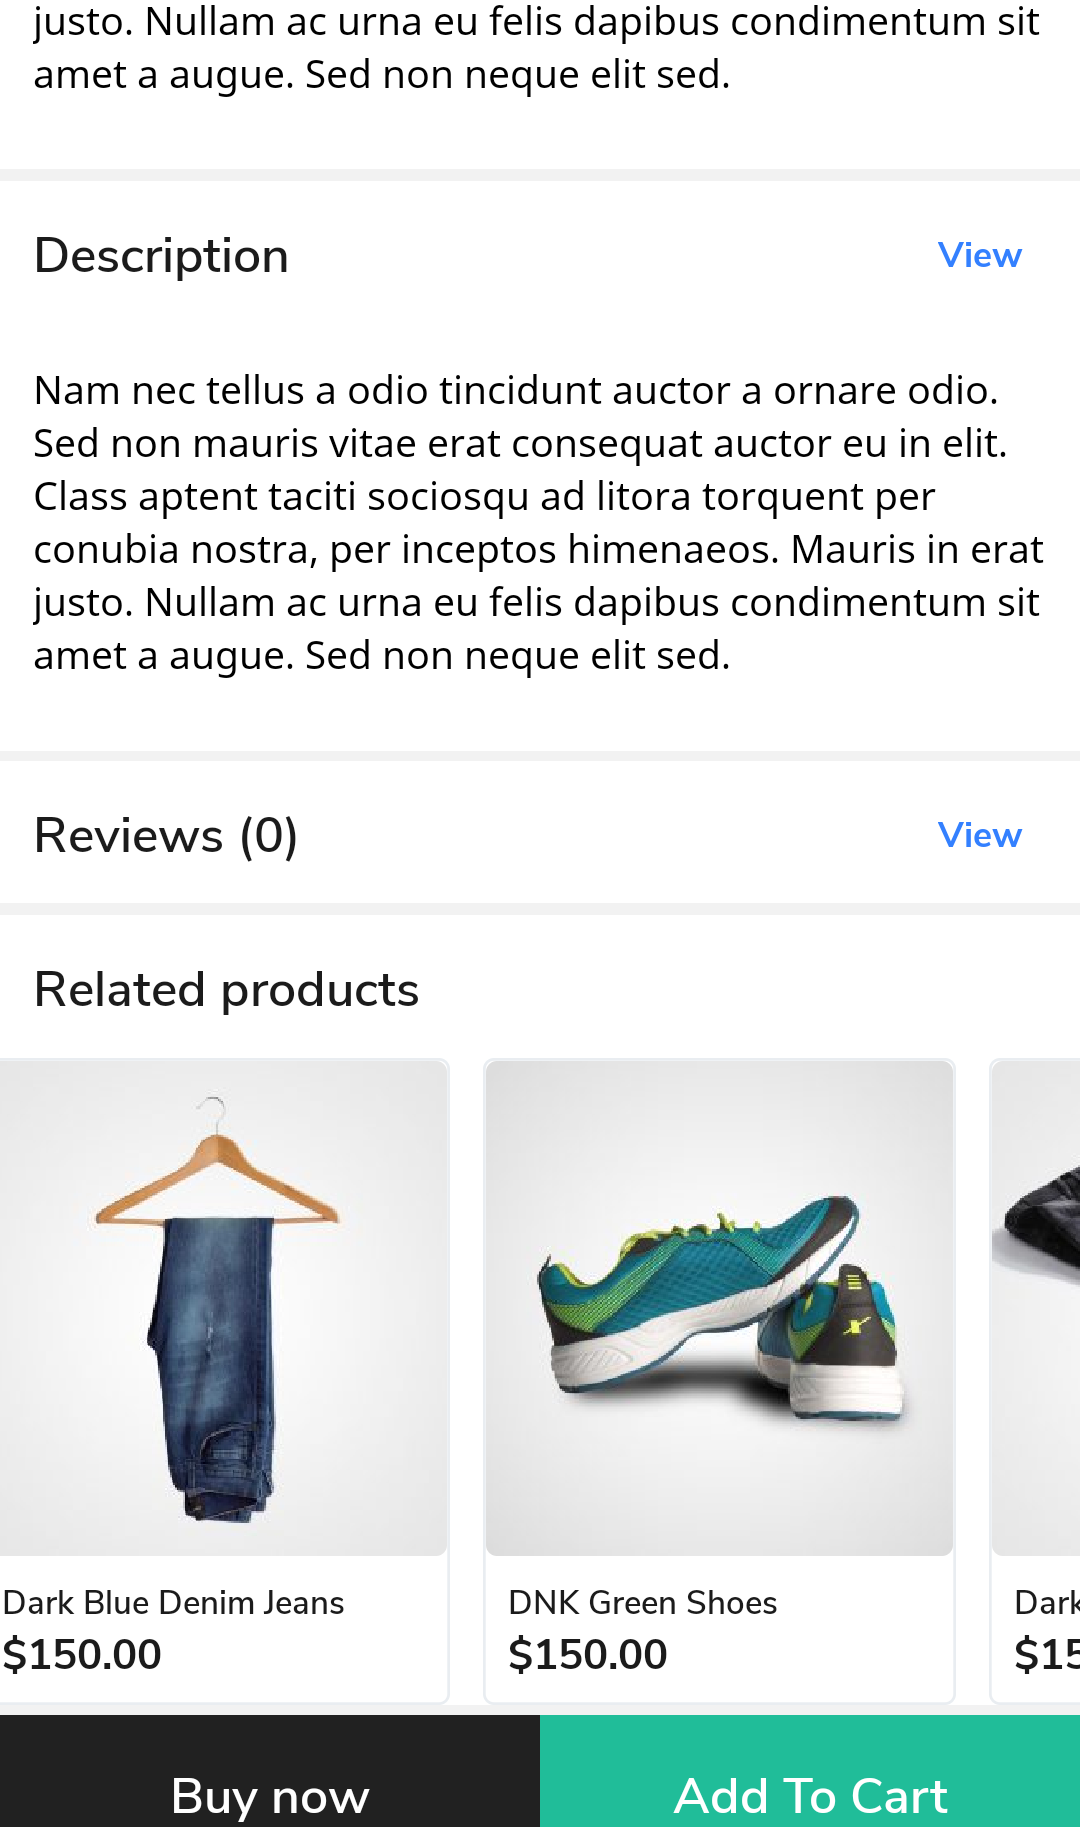 justo. Nullam ac urna eu felis dapibus condimentum sit
amet a augue. Sed non neque elit sed.
Description
View
Nam nec tellus a odio tincidunt auctor a ornare odio.
Sed non mauris vitae erat consequat auctor eu in elit.
Class aptent taciti sociosqu ad litora torquent per
conubia nostra, per inceptos himenaeos. Mauris in erat
justo. Nullam ac urna eu felis dapibus condimentum sit
amet a augue. Sed non neque elit sed.
Reviews (0)
View
Related products
Dark Blue Denim Jeans
$150.00
DNK Green Shoes
$150.00
Dark
$15
Buy now
Add To Cart